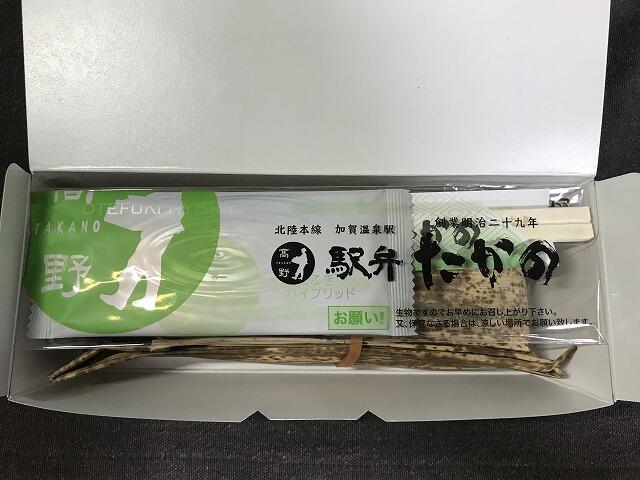 TAKANO
野
OTEFUKI
創業明治二十九年
北陸本線 加賀温泉駅
高野
駅弁 たかの
ハイブリッド
お願い!
生物ですのでお早めにお召し上がり下さい。
又、保管なさる場合は、涼しい場所でお願い致します。